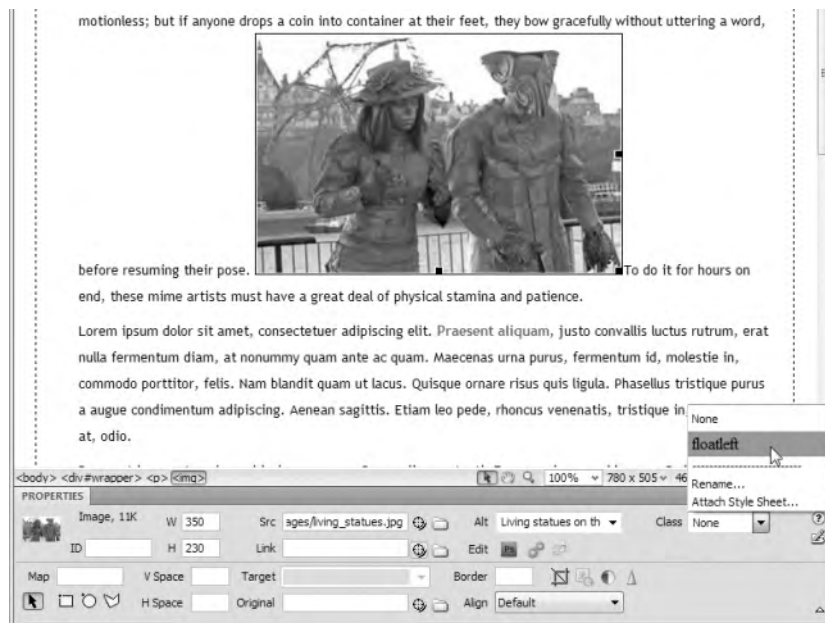 motionless; but if anyone drops a coin into container at their feet, they bow gracefully without uttering a word,
before resuming their pose. To do it for hours on
end, these mime artists must have a great deal of physical stamina and patience.
Lorem ipsum dolor sit amet, consectetuer adipiscing elit. Praesent aliquam, justo convallis luctus rutrum, erat
nulla fermentum diam, at nonummy quam ante ac quam. Maecenas urna purus, fermentum id, molestie in,
commodo porttitor, felis. Nam blandit quam ut lacus. Quisque ornare risus quis ligula. Phasellus tristique purus
a augue condimentum adipiscing. Aenean sagittis. Etiam leo pede, rhoncus venenatis, tristique in
at, odio.
None
floatleft
Rename...
Attach Style Sheet...
<body> <div#wrapper> <p> <img> 100% 780 x 505 46
PROPERTIES
Image, 11K W 350 Src ages/living_statues.jpg Alt Living statues on th Class None
ID H 230 Link Edit Ps
Map V Space Target Border
H Space Original Align Default